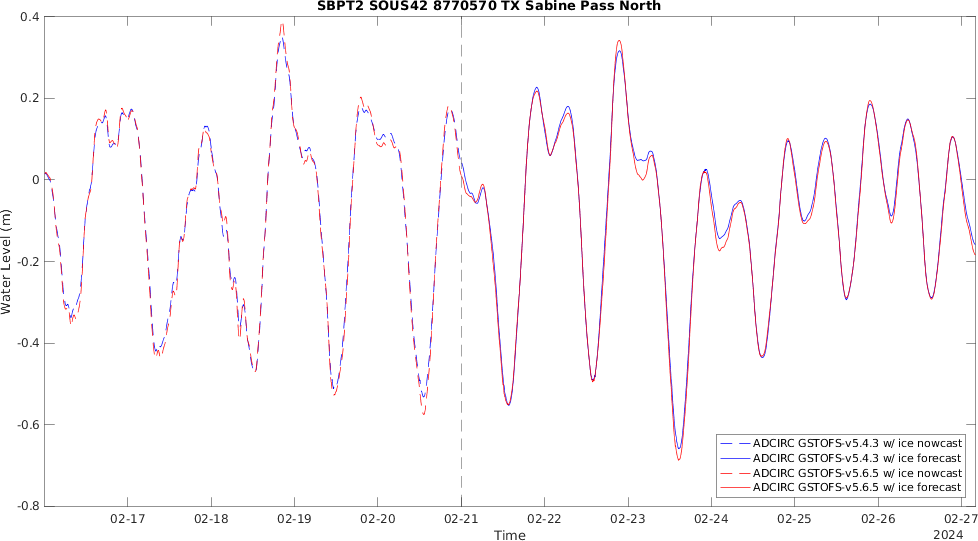 SBPT2 SOUS42 8770570 TX Sabine Pass North
Water Level (m)
0.4
0.2
0
-0.2
-0.4
-0.6
-0.8
ADCIRC GSTOFS-v5.4.3 w/ ice nowcast
ADCIRC GSTOFS-v5.4.3 w/ ice forecast
ADCIRC GSTOFS-v5.6.5 w/ ice nowcast
ADCIRC GSTOFS-v5.6.5 w/ ice forecast
02-17 02-18 02-19 02-20 02-21 02-22 02-23 02-24 02-25 02-26 02-27
Time
2024